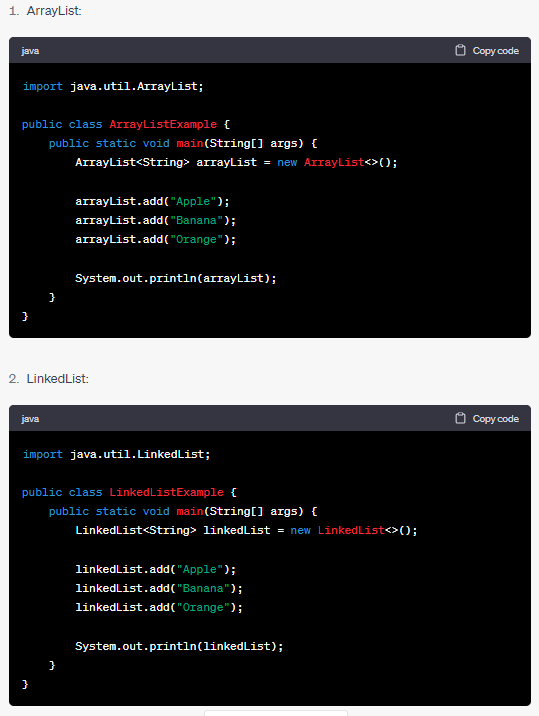 1. ArrayList:
java Copy code
import java.util.ArrayList;
public class ArrayListExample {
public static void main(String[] args) {
ArrayList<String> arrayList = new ArrayList<>();
arrayList.add("Apple");
arrayList.add("Banana");
arrayList.add("Orange");
System.out.println(arrayList);
}
}
2. LinkedList:
java Copy code
import java.util.LinkedList;
public class LinkedListExample {
public static void main(String[] args) {
LinkedList<String> linkedList = new LinkedList<>();
linkedList.add("Apple");
linkedList.add("Banana");
linkedList.add("Orange");
System.out.println(linkedList);
}
}